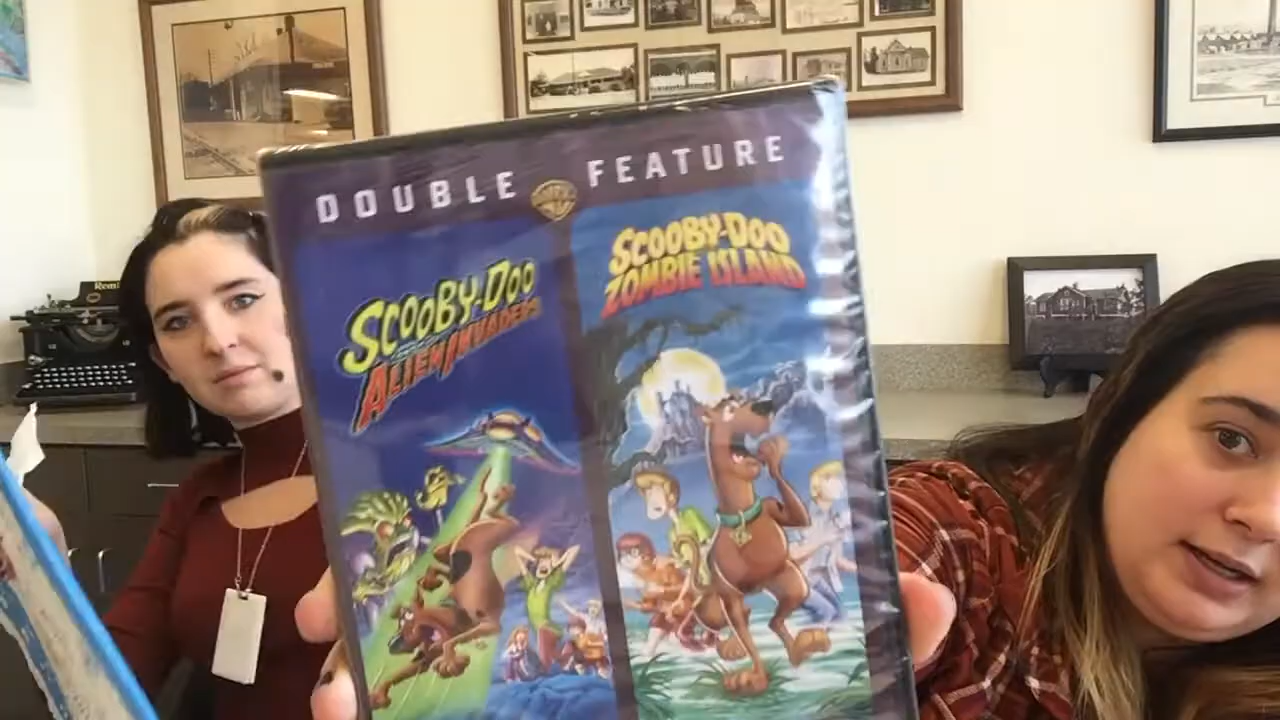 DOUBLE FEATURE
SCOOBY-DOO
ALIEN INVADERS
SCOOBY-DOO
ZOMBIE ISLAND